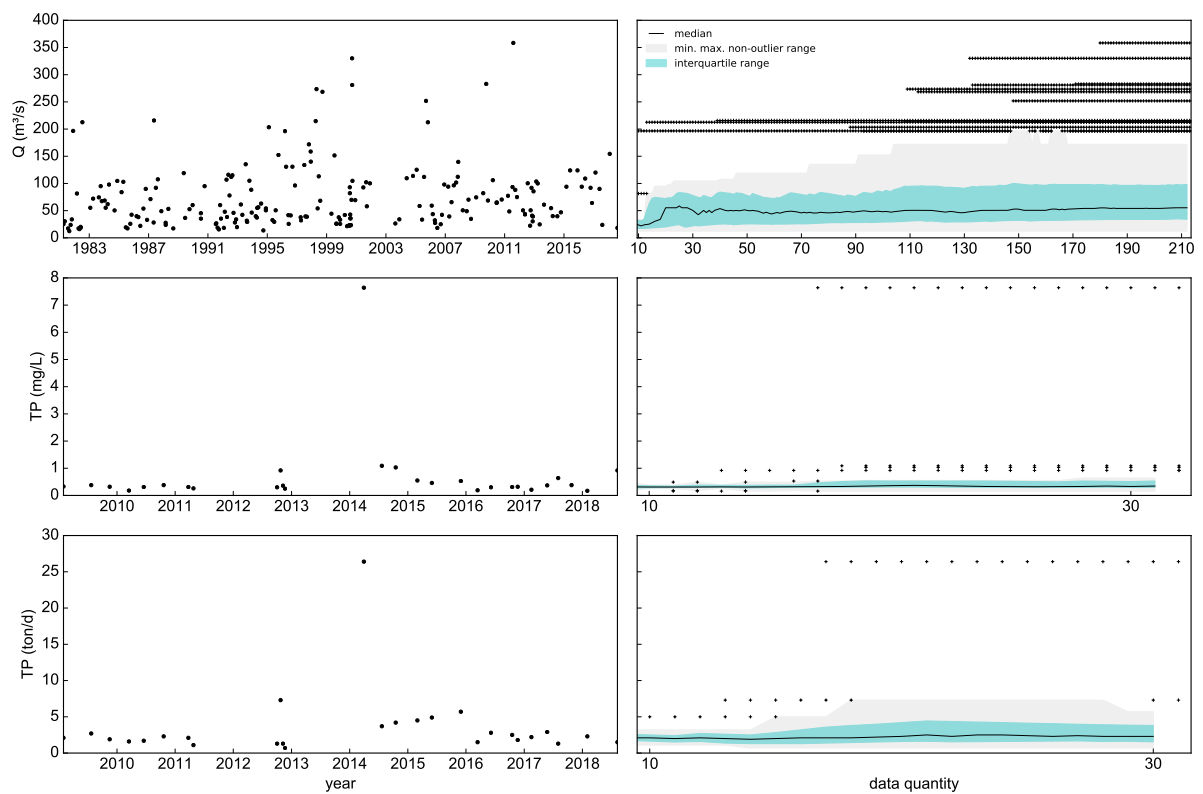 400
350
300
250
200
150
100
50
0
Q (m³/s)
1983 1987 1991 1995 1999 2003 2007 2011 2015
median
min. max. non-outlier range
interquartile range
10 30 50 70 90 110 130 150 170 190 212
8
7
6
5
4
3
2
1
0
TP (mg/L)
2010 2011 2012 2013 2014 2015 2016 2017 2018
10 30
30
25
20
15
10
5
0
TP (ton/d)
2010 2011 2012 2013 2014 2015 2016 2017 2018
year
10 30
data quantity